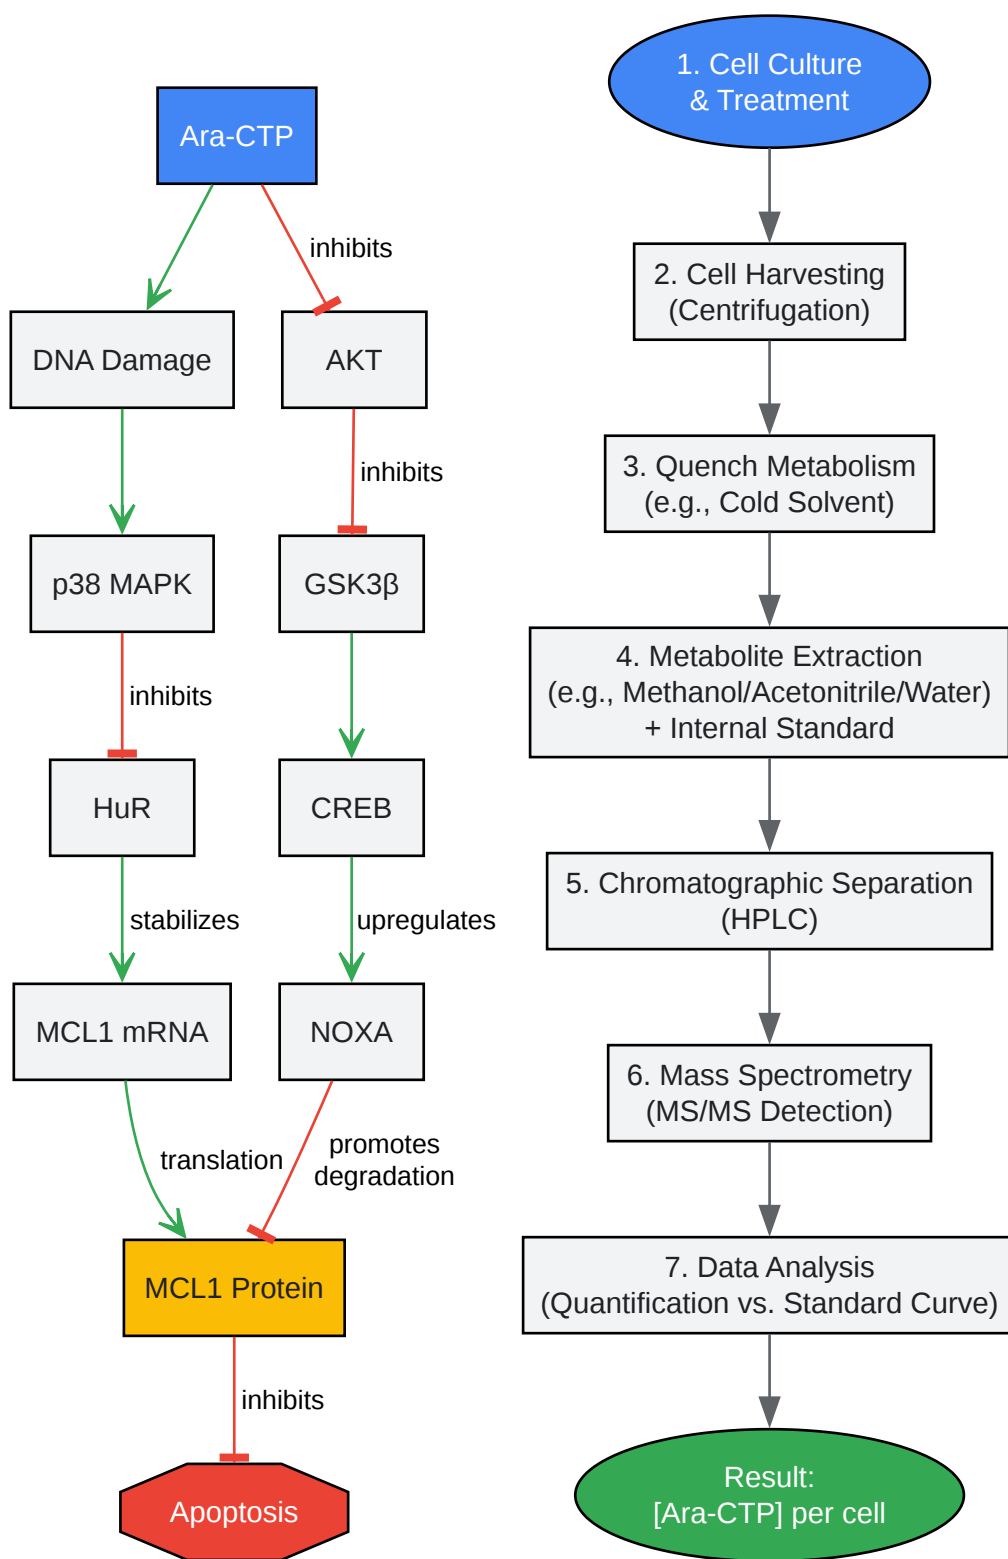 Ara-CTP
inhibits
DNA Damage
AKT
inhibits
p38 MAPK
GSK3β
inhibits
HuR
CREB
stabilizes
upregulates
MCL1 mRNA
NOXA
translation
promotes
degradation
MCL1 Protein
inhibits
Apoptosis
1. Cell Culture
& Treatment
2. Cell Harvesting
(Centrifugation)
3. Quench Metabolism
(e.g., Cold Solvent)
4. Metabolite Extraction
(e.g., Methanol/Acetonitrile/Water)
+ Internal Standard
5. Chromatographic Separation
(HPLC)
6. Mass Spectrometry
(MS/MS Detection)
7. Data Analysis
(Quantification vs. Standard Curve)
Result:
[Ara-CTP] per cell